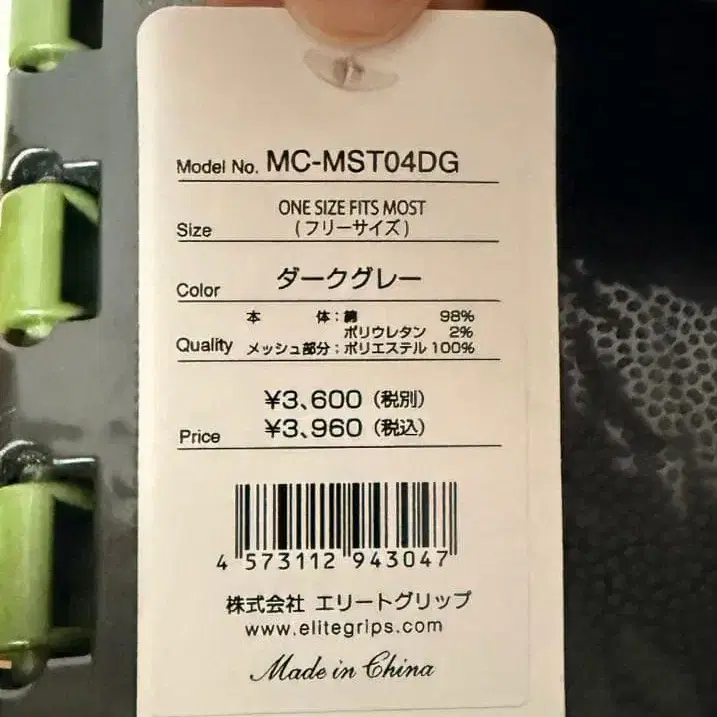 Model No. MC-MST04DG
ONE SIZE FITS MOST
Size (フリーサイズ)
Color ダークグレー
本 体：綿 98%
ポリウレタン 2%
Quality メッシュ部分：ポリエステル 100%
¥3,600（税別）
Price ¥3,960（税込）
4 573112 943047
株式会社 エリートグリップ
www.elitegrips.com
Made in China